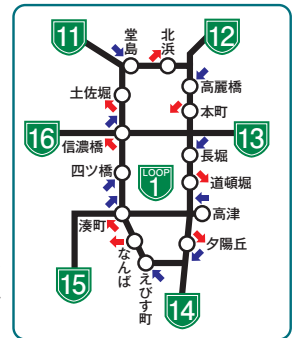 11
堂島
北浜
12
高麗橋
土佐堀
本町
16
信濃橋
13
長堀
四ツ橋
LOOP
1
道頓堀
湊町
高津
なんば
夕陽丘
えびす町
15
14